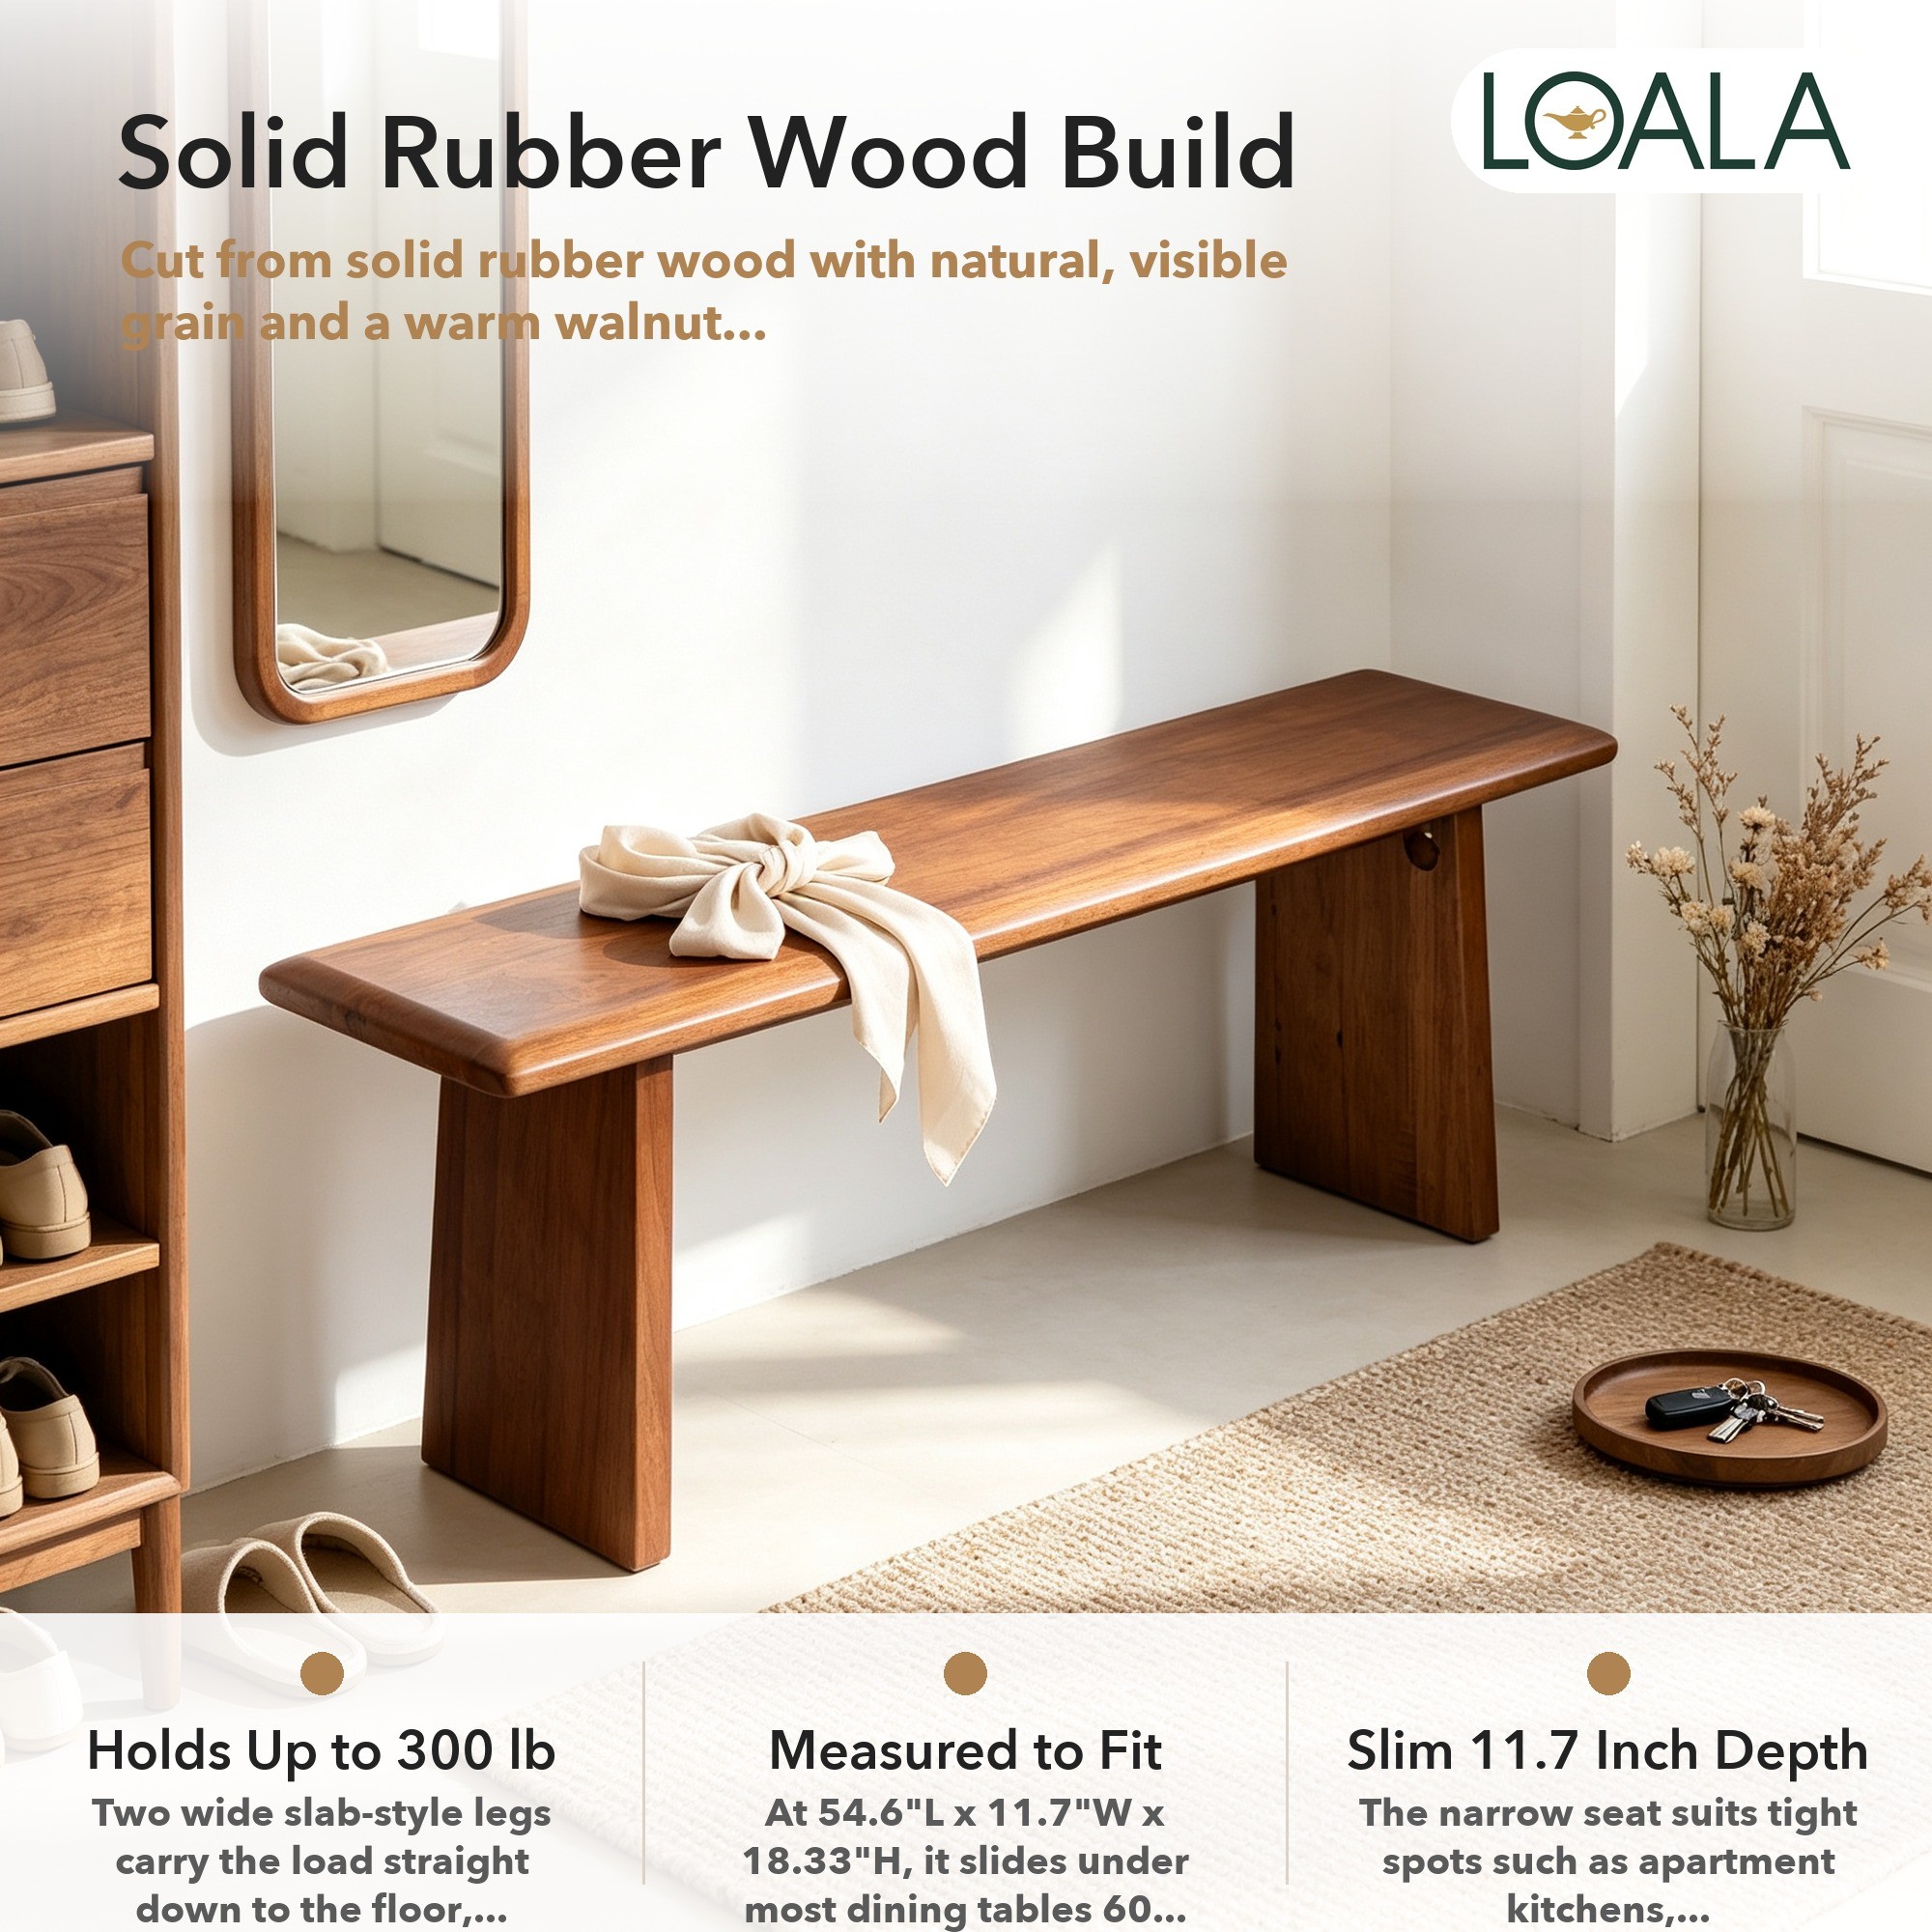 Solid Rubber Wood Build
LOALA
Cut from solid rubber wood with natural, visible
grain and a warm walnut...
Holds Up to 300 lb
Two wide slab-style legs
carry the load straight
down to the floor,...
Measured to Fit
At 54.6"L x 11.7"W x
18.33"H, it slides under
most dining tables 60...
Slim 11.7 Inch Depth
The narrow seat suits tight
spots such as apartment
kitchens,...